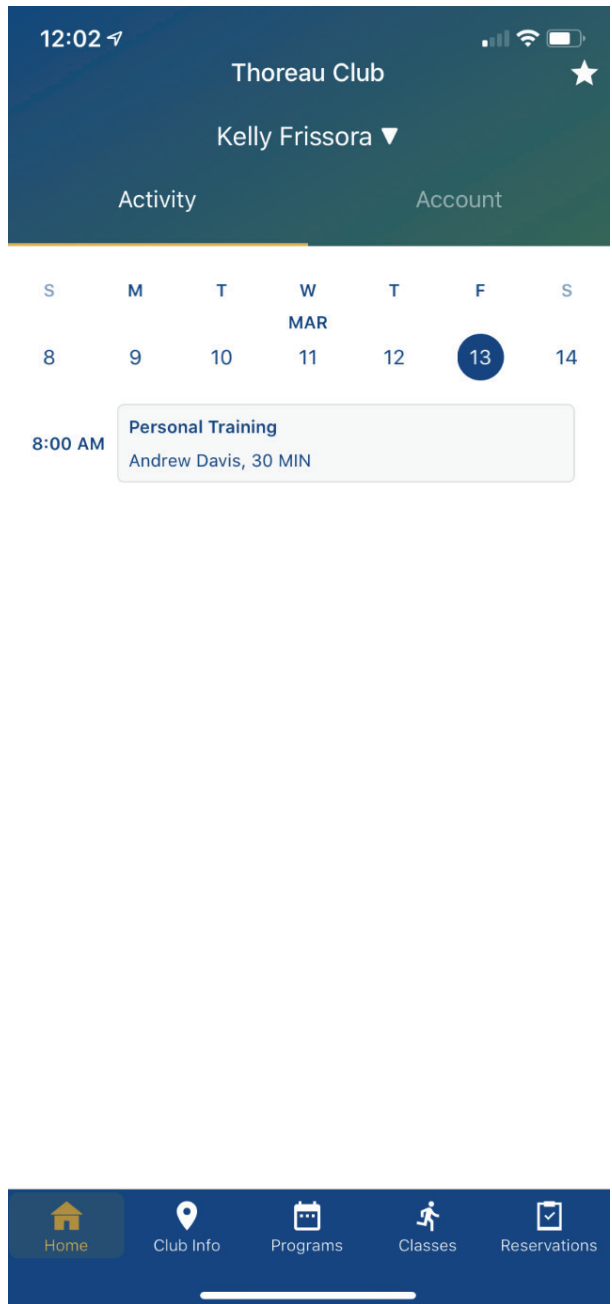 12:02
Thoreau Club
Kelly Frissora ▼
Activity Account
S M T W T F S
MAR
8 9 10 11 12 13 14
8:00 AM
Personal Training
Andrew Davis, 30 MIN
Home Club Info Programs Classes Reservations